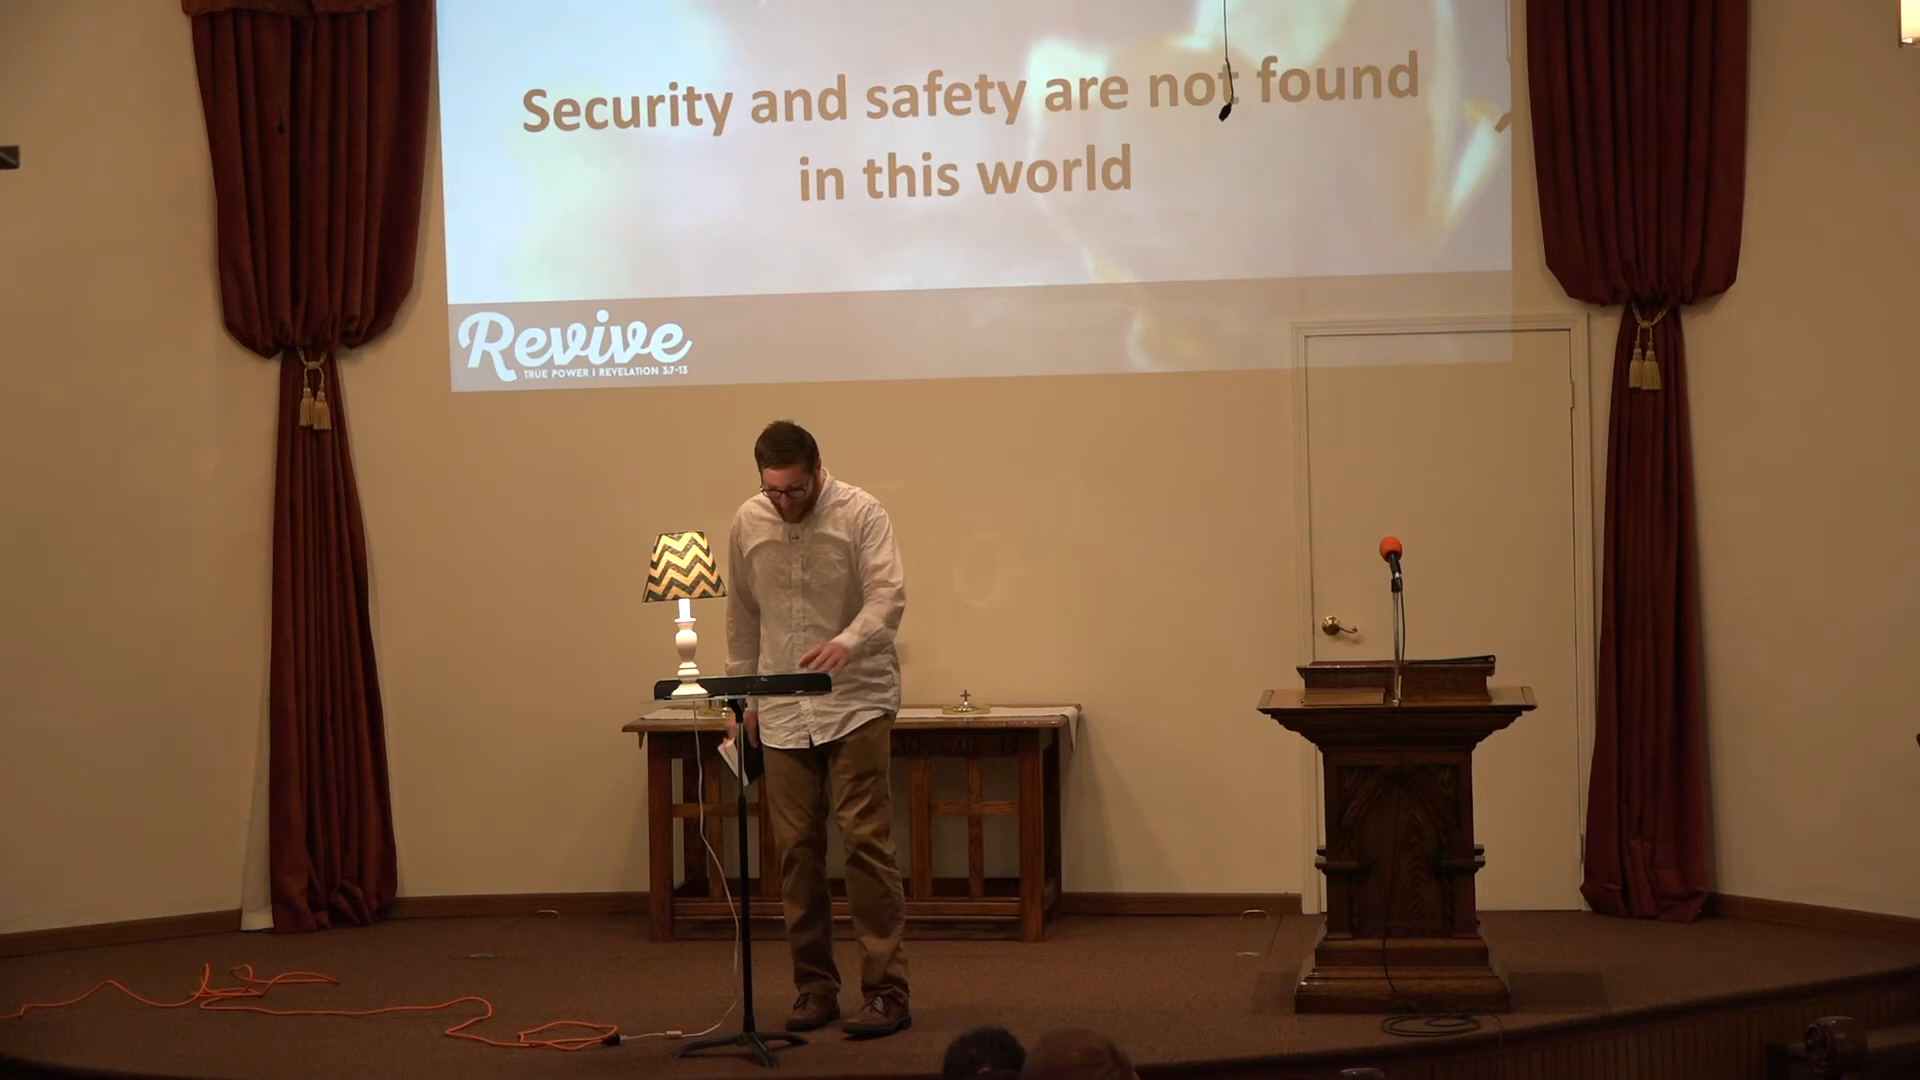 Security and safety are not found
in this world
Revive
TRUE POWER | REVELATION 3:7-13